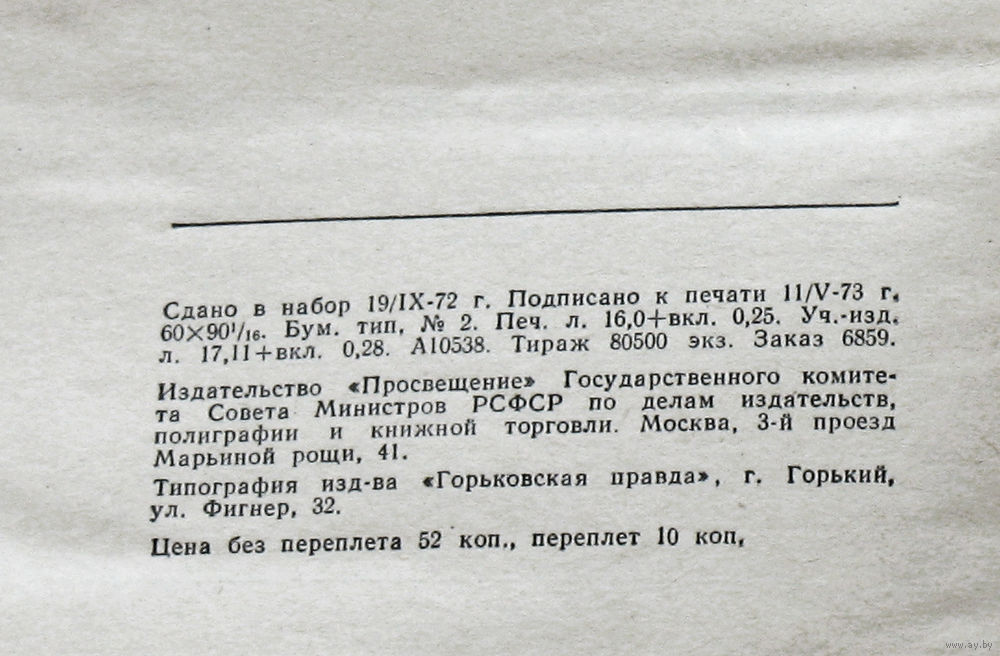 Сдано в набор 19/IX-72 г. Подписано к печати 11/V-73 г.
60×90¹/₁₆. Бум. тип, № 2. Печ. л. 16,0+вкл. 0,25. Уч.-изд.
л. 17,11+вкл. 0,28. А10538. Тираж 80500 экз. Заказ 6859.
Издательство «Просвещение» Государственного комите-
та Совета Министров РСФСР по делам издательств,
полиграфии и книжной торговли. Москва, 3-й проезд
Марьиной рощи, 41.
Типография изд-ва «Горьковская правда», г. Горький,
ул. Фигнер, 32.
Цена без переплета 52 коп., переплет 10 коп,
www.ay.by